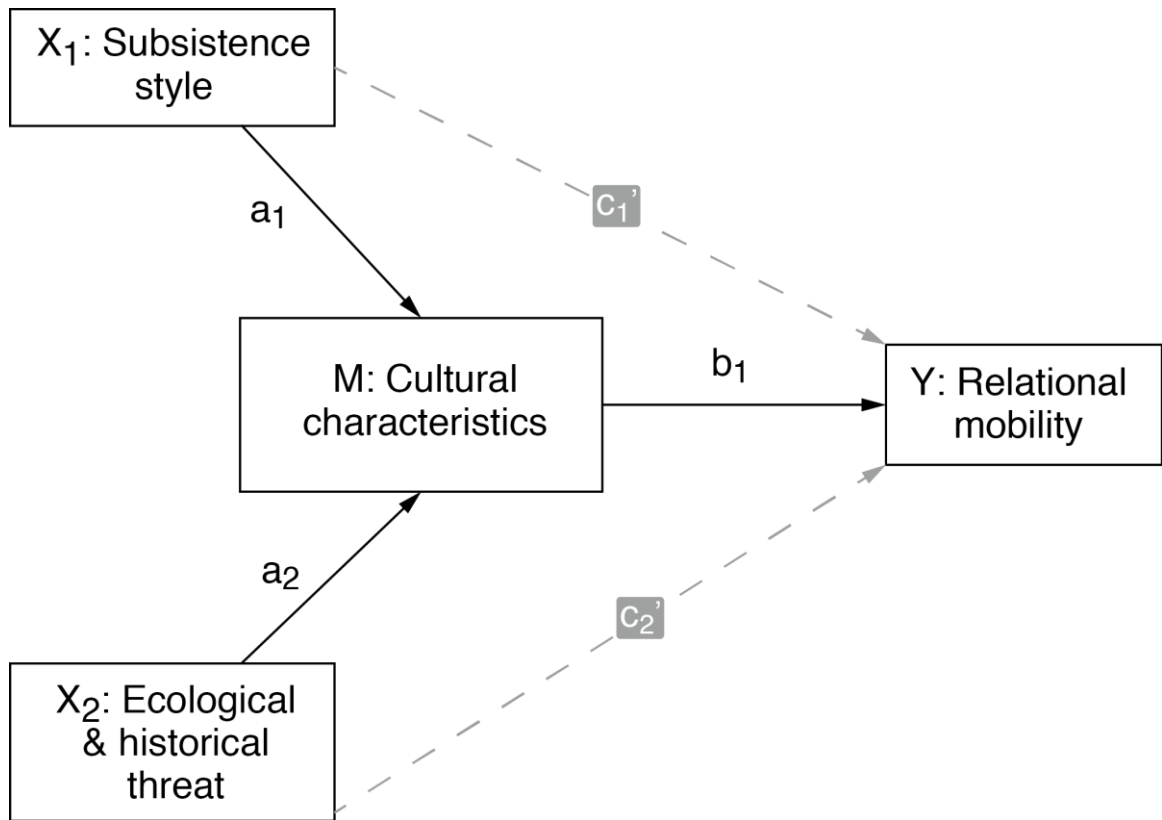 X₁: Subsistence
style
a₁
c₁'
M: Cultural
characteristics
b₁
Y: Relational
mobility
a₂
c₂'
X₂: Ecological
& historical
threat